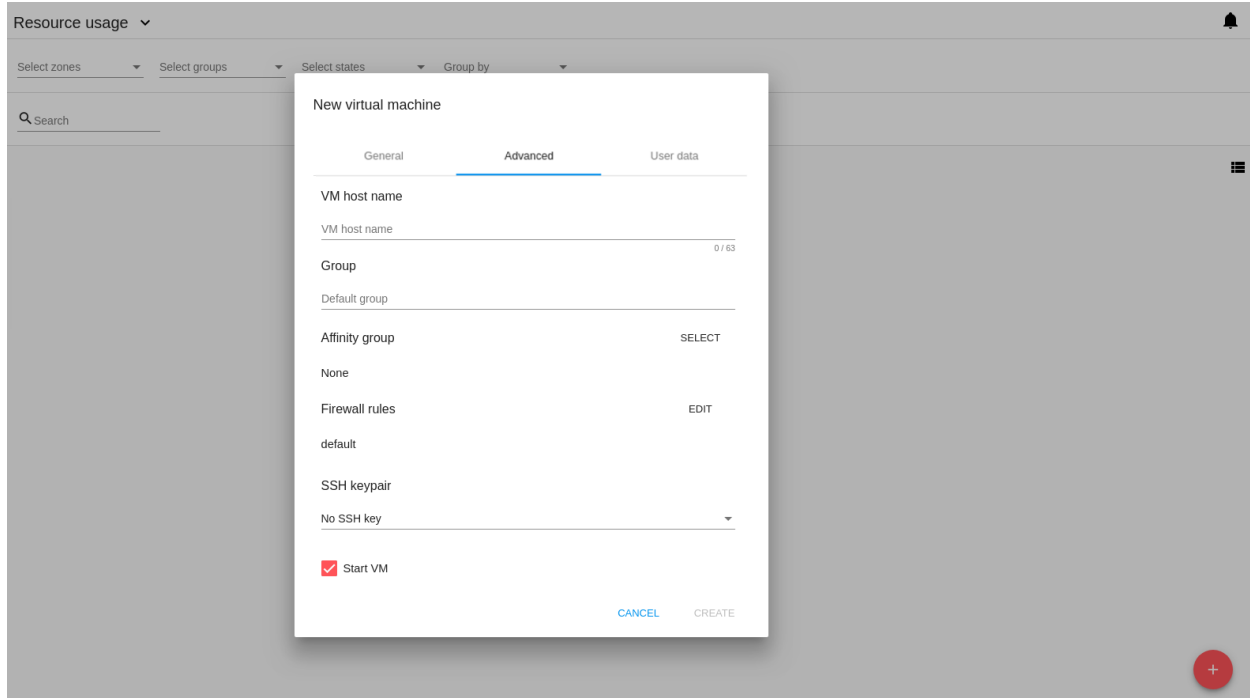 Resource usage
Select zones Select groups Select states Group by
Search
New virtual machine
General Advanced User data
VM host name
VM host name
0 / 63
Group
Default group
Affinity group SELECT
None
Firewall rules EDIT
default
SSH keypair
No SSH key
Start VM
CANCEL CREATE